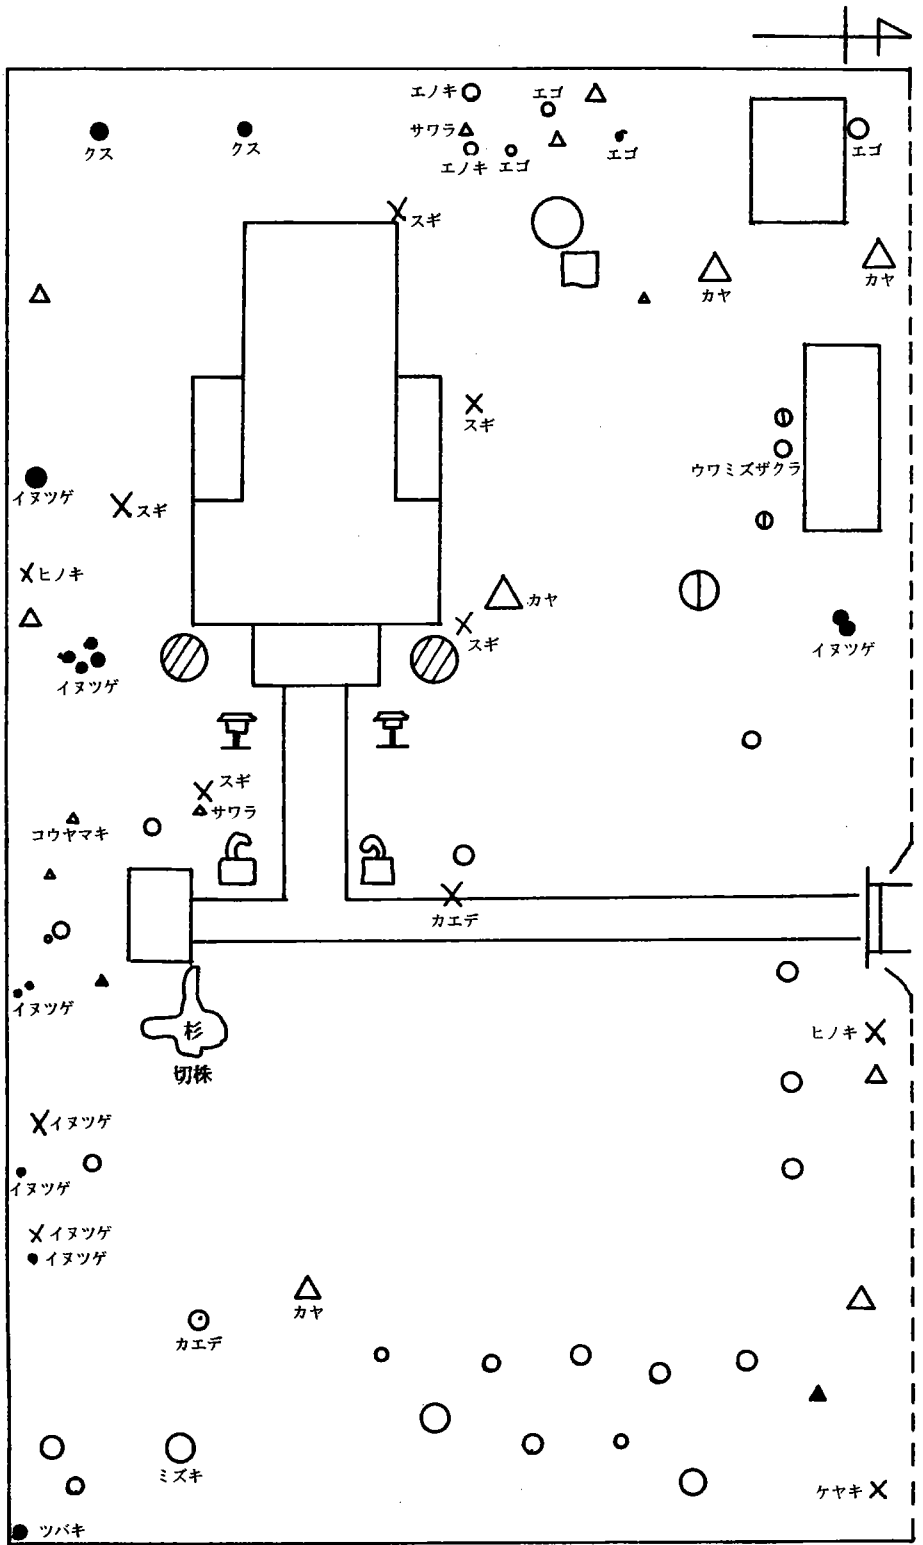 エノキ
エゴ
サワラ
エノキ
エゴ
エゴ
エゴ
クス
クス
スギ
カヤ
カヤ
スギ
ウワミズザクラ
イヌツゲ
スギ
ヒノキ
カヤ
スギ
イヌツゲ
イヌツゲ
スギ
サワラ
コウヤマキ
カエデ
イヌツゲ
杉
切株
ヒノキ
イヌツゲ
イヌツゲ
イヌツゲ
イヌツゲ
カヤ
カエデ
ミズキ
ケヤキ
ツバキ